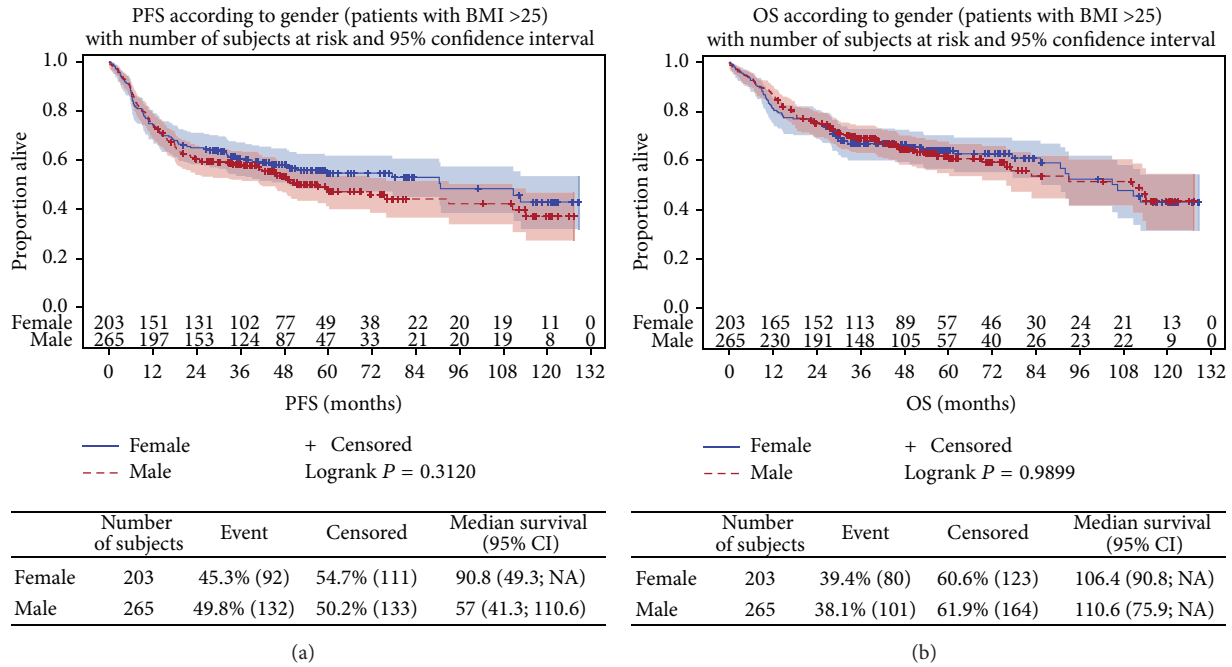 PFS according to gender (patients with BMI >25)
with number of subjects at risk and 95% confidence interval
1.0
0.8
0.6
0.4
0.2
0.0
Proportion alive
Female 203 151 131 102 77 49 38 22 20 19 11 0
Male 265 197 153 124 87 47 33 21 20 19 8 0
0 12 24 36 48 60 72 84 96 108 120 132
PFS (months)
Female + Censored
Male Logrank P = 0.3120
Number of subjects Event Censored Median survival (95% CI)
Female 203 45.3% (92) 54.7% (111) 90.8 (49.3; NA)
Male 265 49.8% (132) 50.2% (133) 57 (41.3; 110.6)
(a)
OS according to gender (patients with BMI >25)
with number of subjects at risk and 95% confidence interval
1.0
0.8
0.6
0.4
0.2
0.0
Proportion alive
Female 203 165 152 113 89 57 46 30 24 21 13 0
Male 265 230 191 148 105 57 40 26 23 22 9 0
0 12 24 36 48 60 72 84 96 108 120 132
OS (months)
Female + Censored
Male Logrank P = 0.9899
Number of subjects Event Censored Median survival (95% CI)
Female 203 39.4% (80) 60.6% (123) 106.4 (90.8; NA)
Male 265 38.1% (101) 61.9% (164) 110.6 (75.9; NA)
(b)